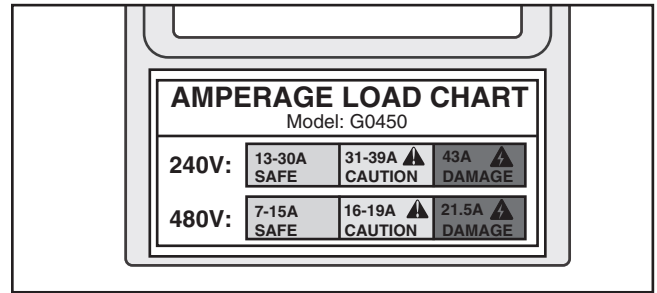 AMPERAGE LOAD CHART
Model: G0450
240V: 13-30A SAFE 31-39A CAUTION 43A DAMAGE
480V: 7-15A SAFE 16-19A CAUTION 21.5A DAMAGE